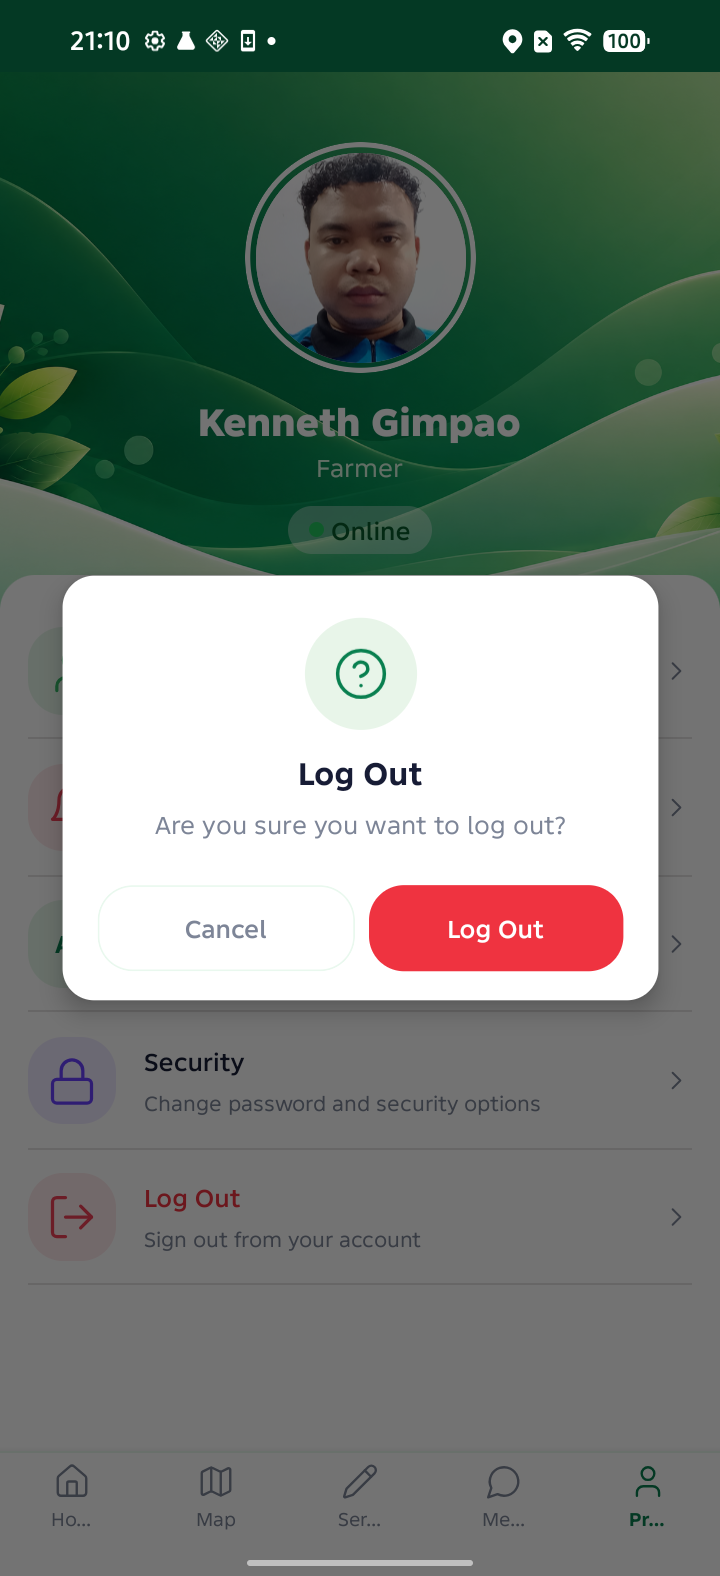 21:10
100
Kenneth Gimpao
Farmer
Online
Log Out
Are you sure you want to log out?
Cancel
Log Out
Security
Change password and security options
Log Out
Sign out from your account
Ho...
Map
Ser...
Me...
Pr...